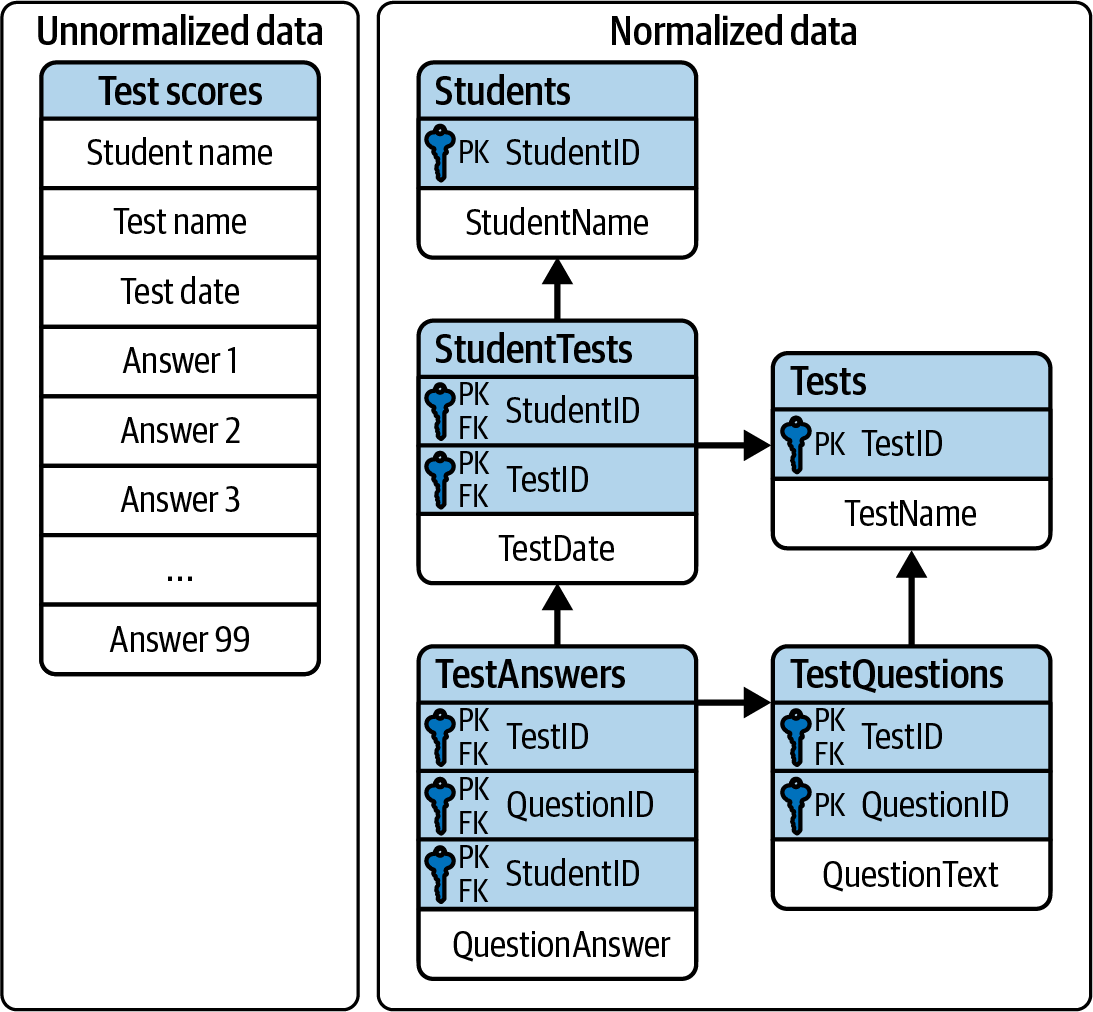 Unnormalized data
Test scores
Student name
Test name
Test date
Answer 1
Answer 2
Answer 3
...
Answer 99
Normalized data
Students
PK StudentID
StudentName
StudentTests
PK
FK
StudentID
PK
FK
TestID
TestDate
Tests
PK TestID
TestName
TestAnswers
PK
FK
TestID
PK
FK
QuestionID
PK
FK
StudentID
QuestionAnswer
TestQuestions
PK
FK
TestID
PK QuestionID
QuestionText